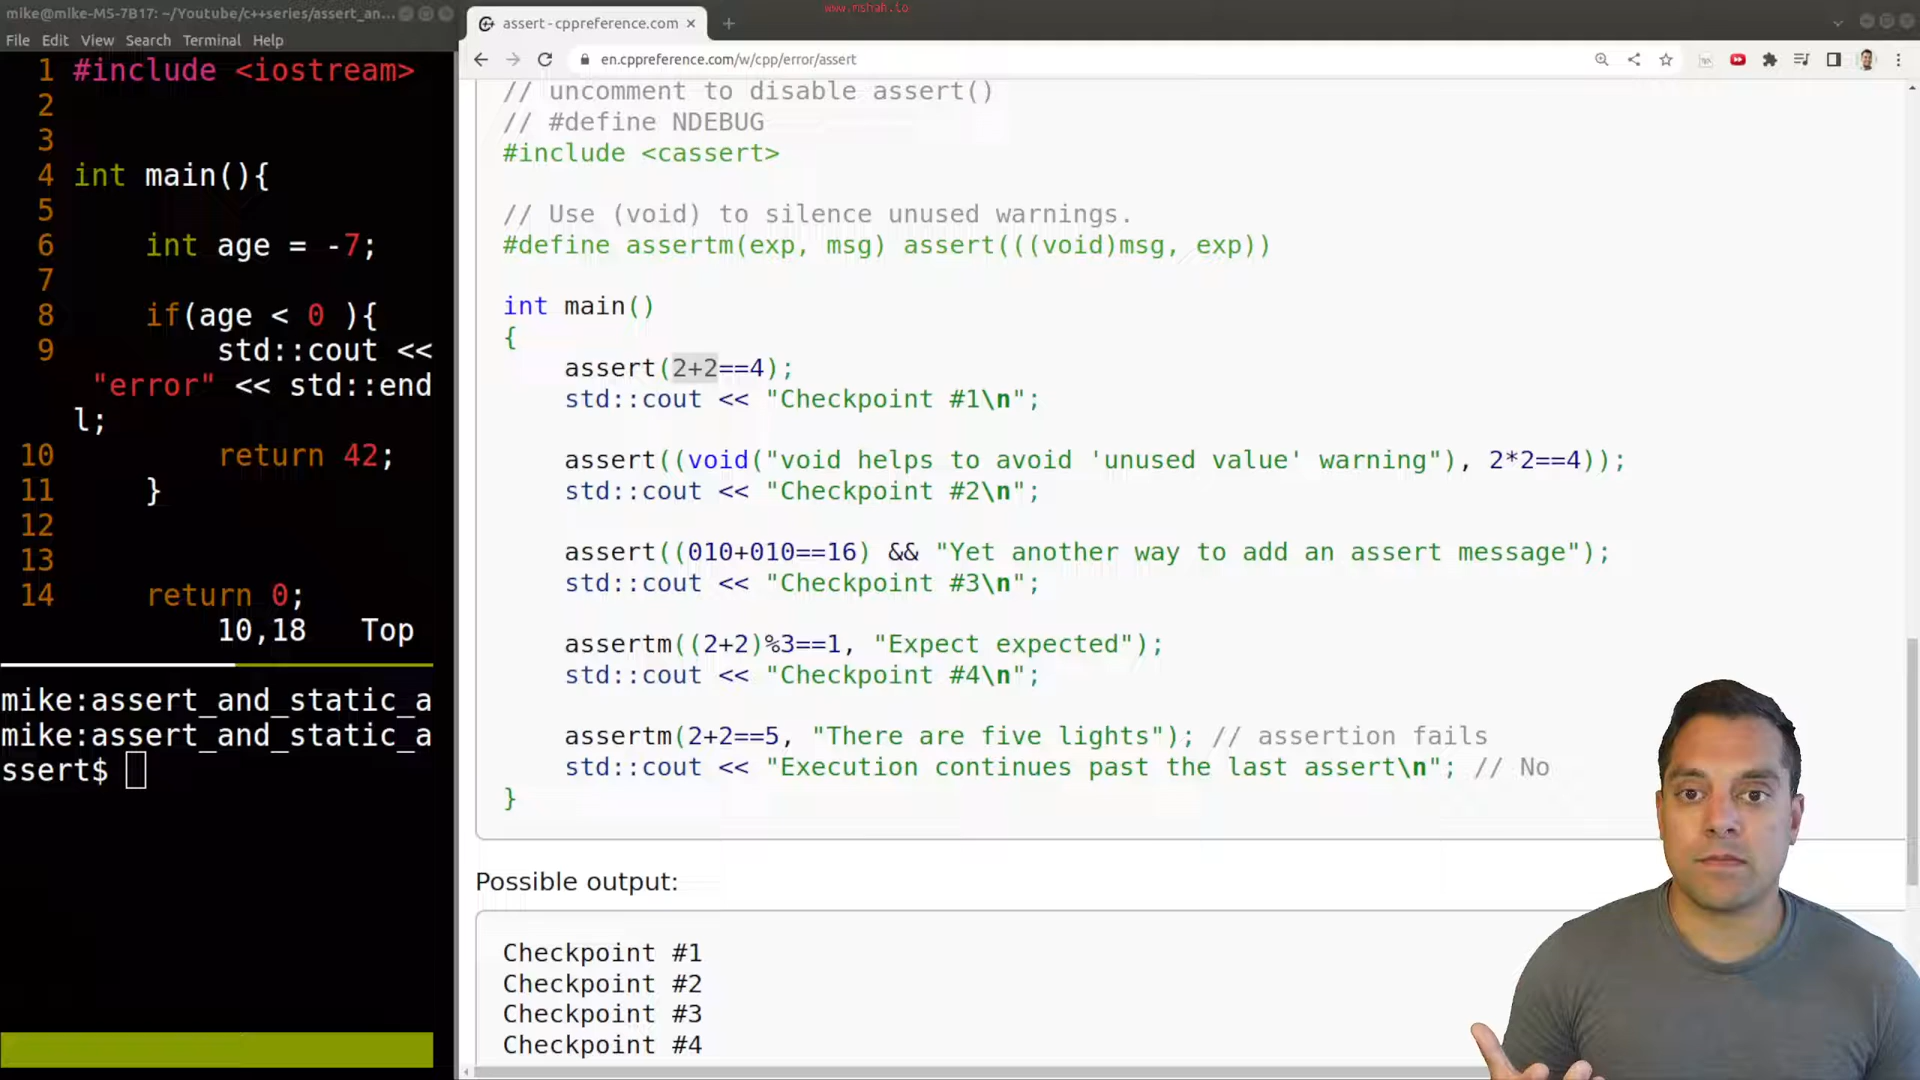 mike@mike-MS-7B17: ~/Youtube/c++series/assert_an...
File Edit View Search Terminal Help
1 #include <iostream>
2
3
4 int main(){
5
6 int age = -7;
7
8 if(age < 0 ){
9 std::cout <<
"error" << std::end
l;
10 return 42;
11 }
12
13
14 return 0;
10,18 Top
mike:assert_and_static_a
mike:assert_and_static_a
ssert$
www.mshah.io
assert - cppreference.com
en.cppreference.com/w/cpp/error/assert
// uncomment to disable assert()
// #define NDEBUG
#include <cassert>
// Use (void) to silence unused warnings.
#define assertm(exp, msg) assert(((void)msg, exp))
int main()
{
assert(2+2==4);
std::cout << "Checkpoint #1\n";
assert((void("void helps to avoid 'unused value' warning"), 2*2==4));
std::cout << "Checkpoint #2\n";
assert((010+010==16) && "Yet another way to add an assert message");
std::cout << "Checkpoint #3\n";
assertm((2+2)%3==1, "Expect expected");
std::cout << "Checkpoint #4\n";
assertm(2+2==5, "There are five lights"); // assertion fails
std::cout << "Execution continues past the last assert\n"; // No
}
Possible output:
Checkpoint #1
Checkpoint #2
Checkpoint #3
Checkpoint #4